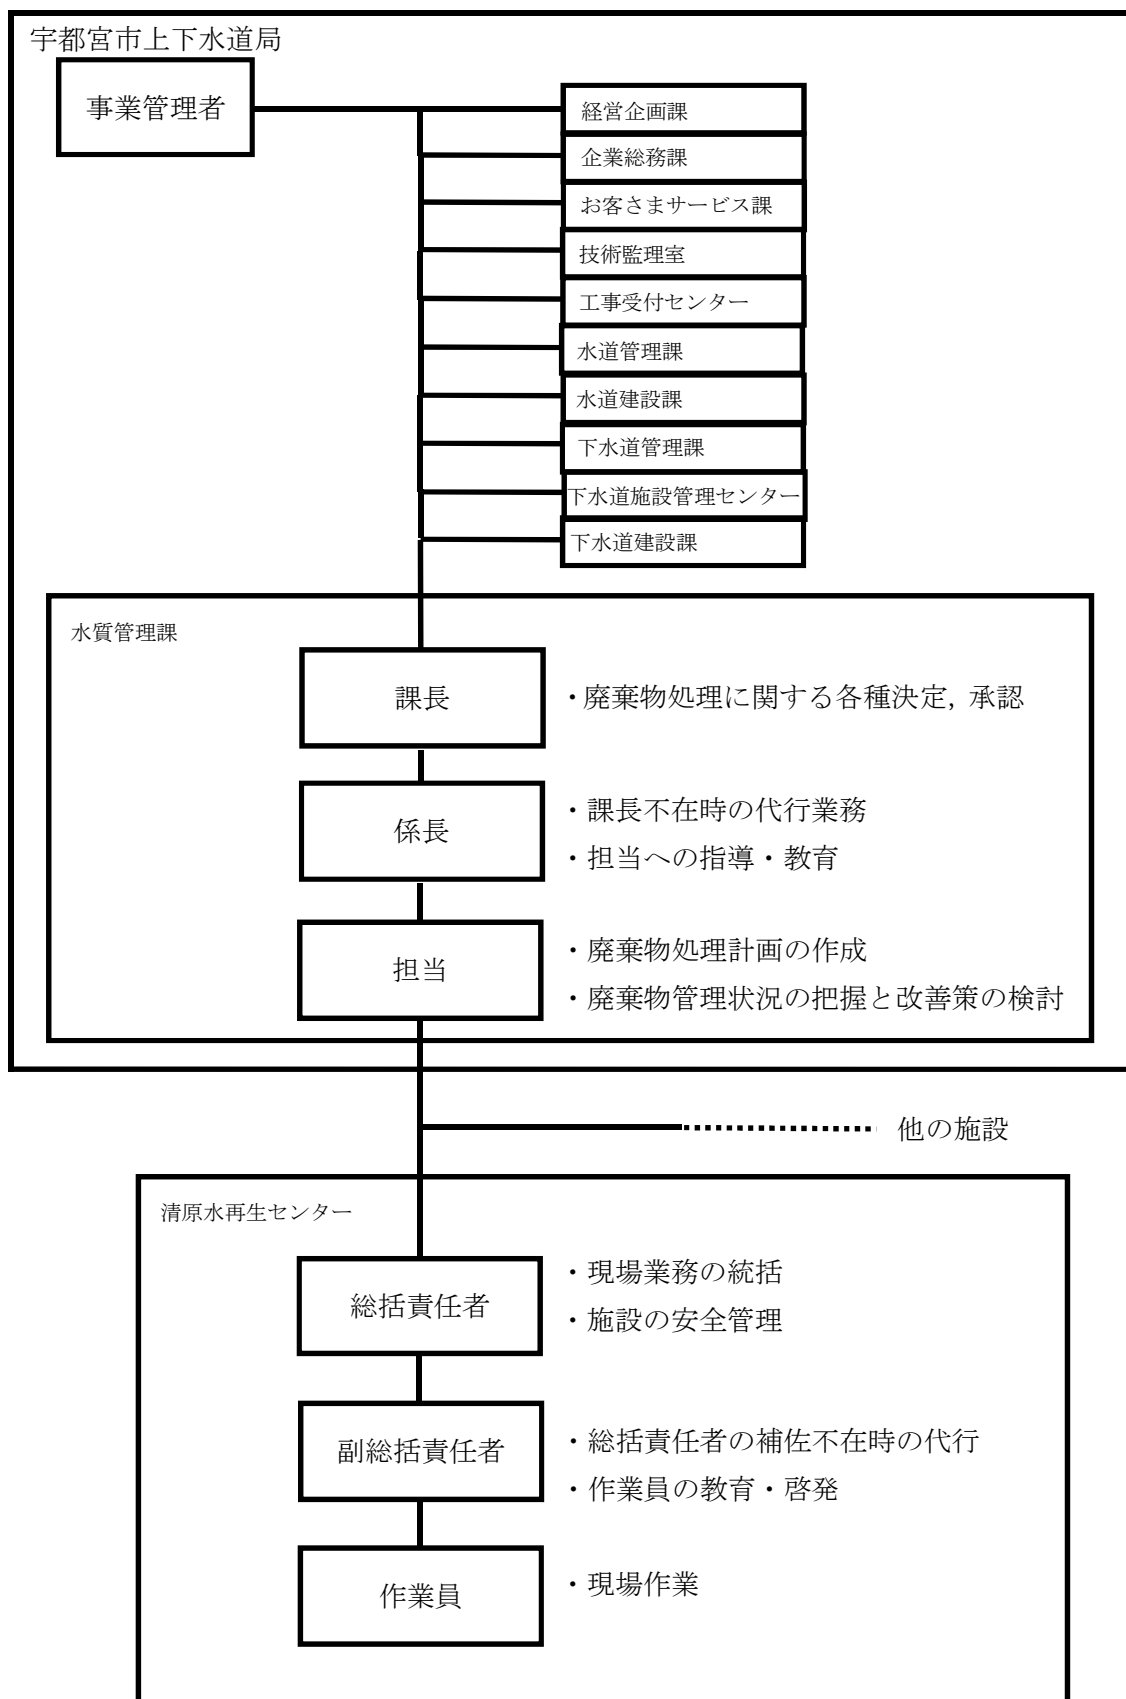 宇都宮市上下水道局
事業管理者
経営企画課
企業総務課
お客さまサービス課
技術監理室
工事受付センター
水道管理課
水道建設課
下水道管理課
下水道施設管理センター
下水道建設課
水質管理課
課長
・廃棄物処理に関する各種決定, 承認
係長
・課長不在時の代行業務
・担当への指導・教育
担当
・廃棄物処理計画の作成
・廃棄物管理状況の把握と改善策の検討
他の施設
清原水再生センター
総括責任者
・現場業務の統括
・施設の安全管理
副総括責任者
・総括責任者の補佐不在時の代行
・作業員の教育・啓発
作業員
・現場作業